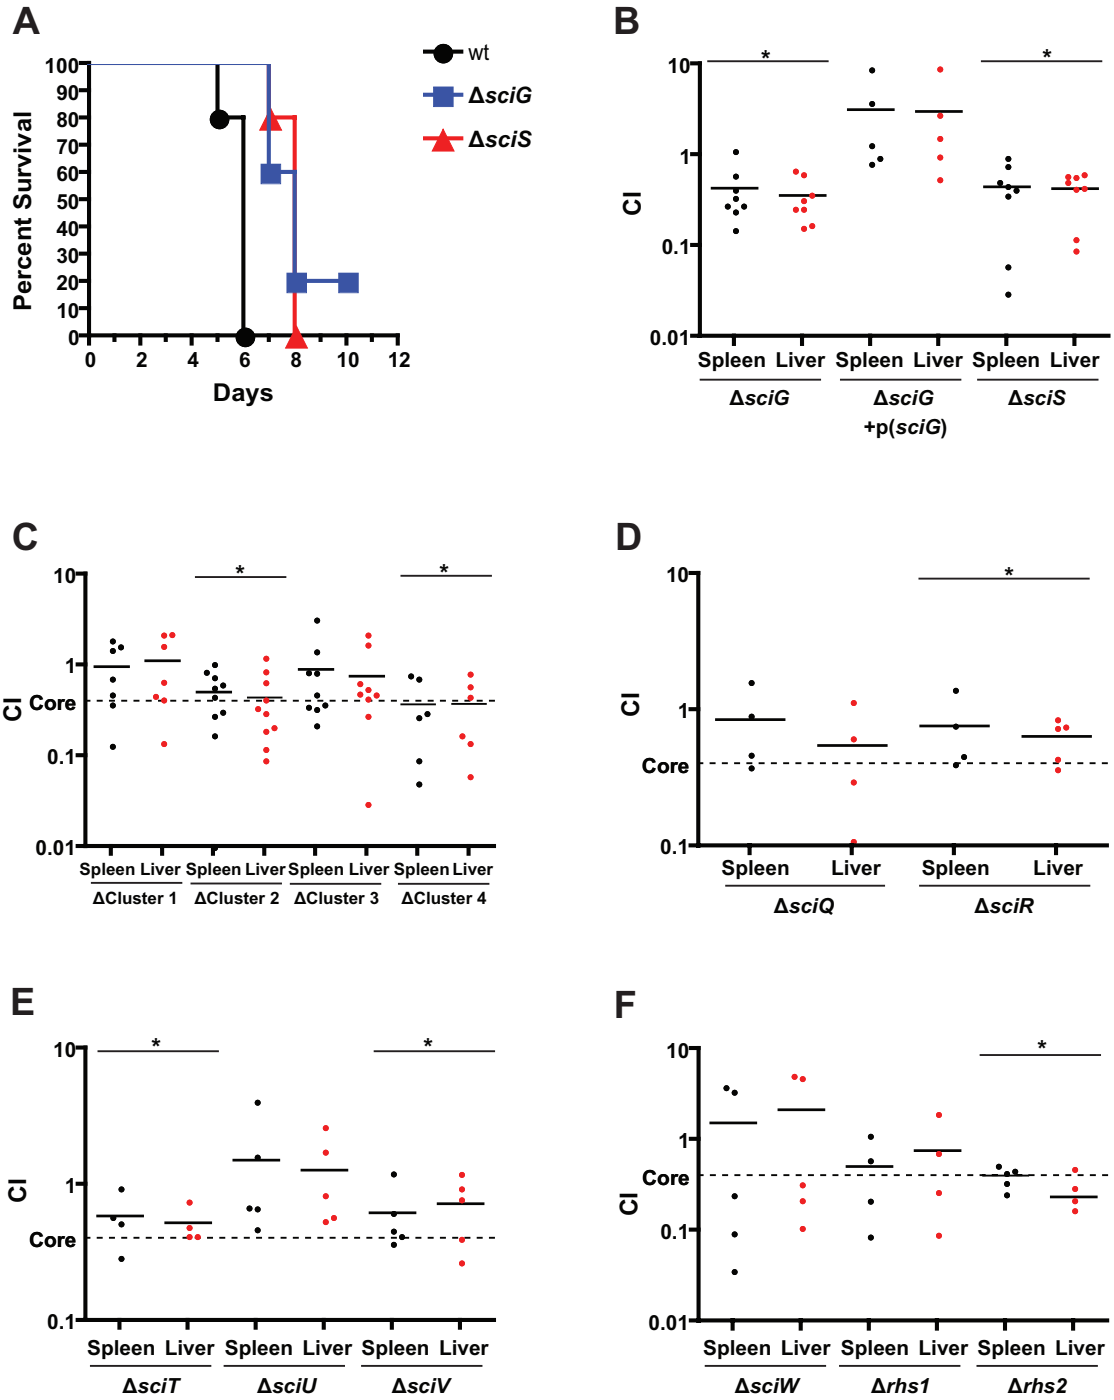 A
wt
ΔsciG
ΔsciS
100
90
80
70
60
50
40
30
20
10
0
Percent Survival
0 2 4 6 8 10 12
Days
B
* *
10
1
0.1
0.01
CI
Spleen Liver Spleen Liver Spleen Liver
ΔsciG ΔsciG ΔsciS
+p(sciG)
C
* *
10
1
Core
0.1
0.01
CI
Spleen Liver Spleen Liver Spleen Liver Spleen Liver
ΔCluster 1 ΔCluster 2 ΔCluster 3 ΔCluster 4
D
*
10
1
Core
0.1
CI
Spleen Liver Spleen Liver
ΔsciQ ΔsciR
E
* *
10
1
Core
0.1
CI
Spleen Liver Spleen Liver Spleen Liver
ΔsciT ΔsciU ΔsciV
F
*
10
1
Core
0.1
0.01
CI
Spleen Liver Spleen Liver Spleen Liver
ΔsciW Δrhs1 Δrhs2